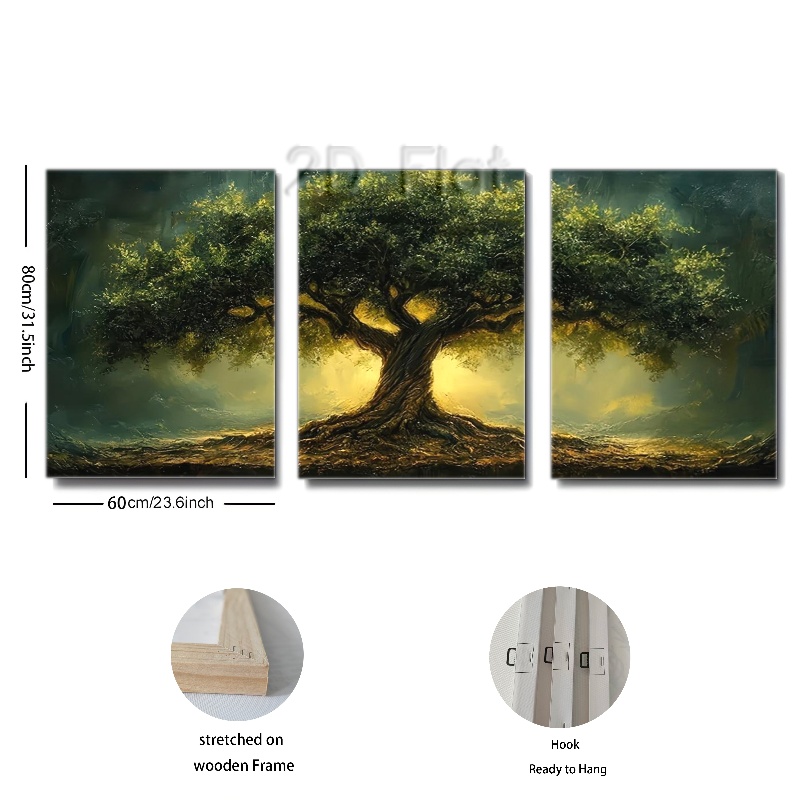 2D Flat
80cm/31.5inch
60cm/23.6inch
stretched on
wooden Frame
Hook
Ready to Hang